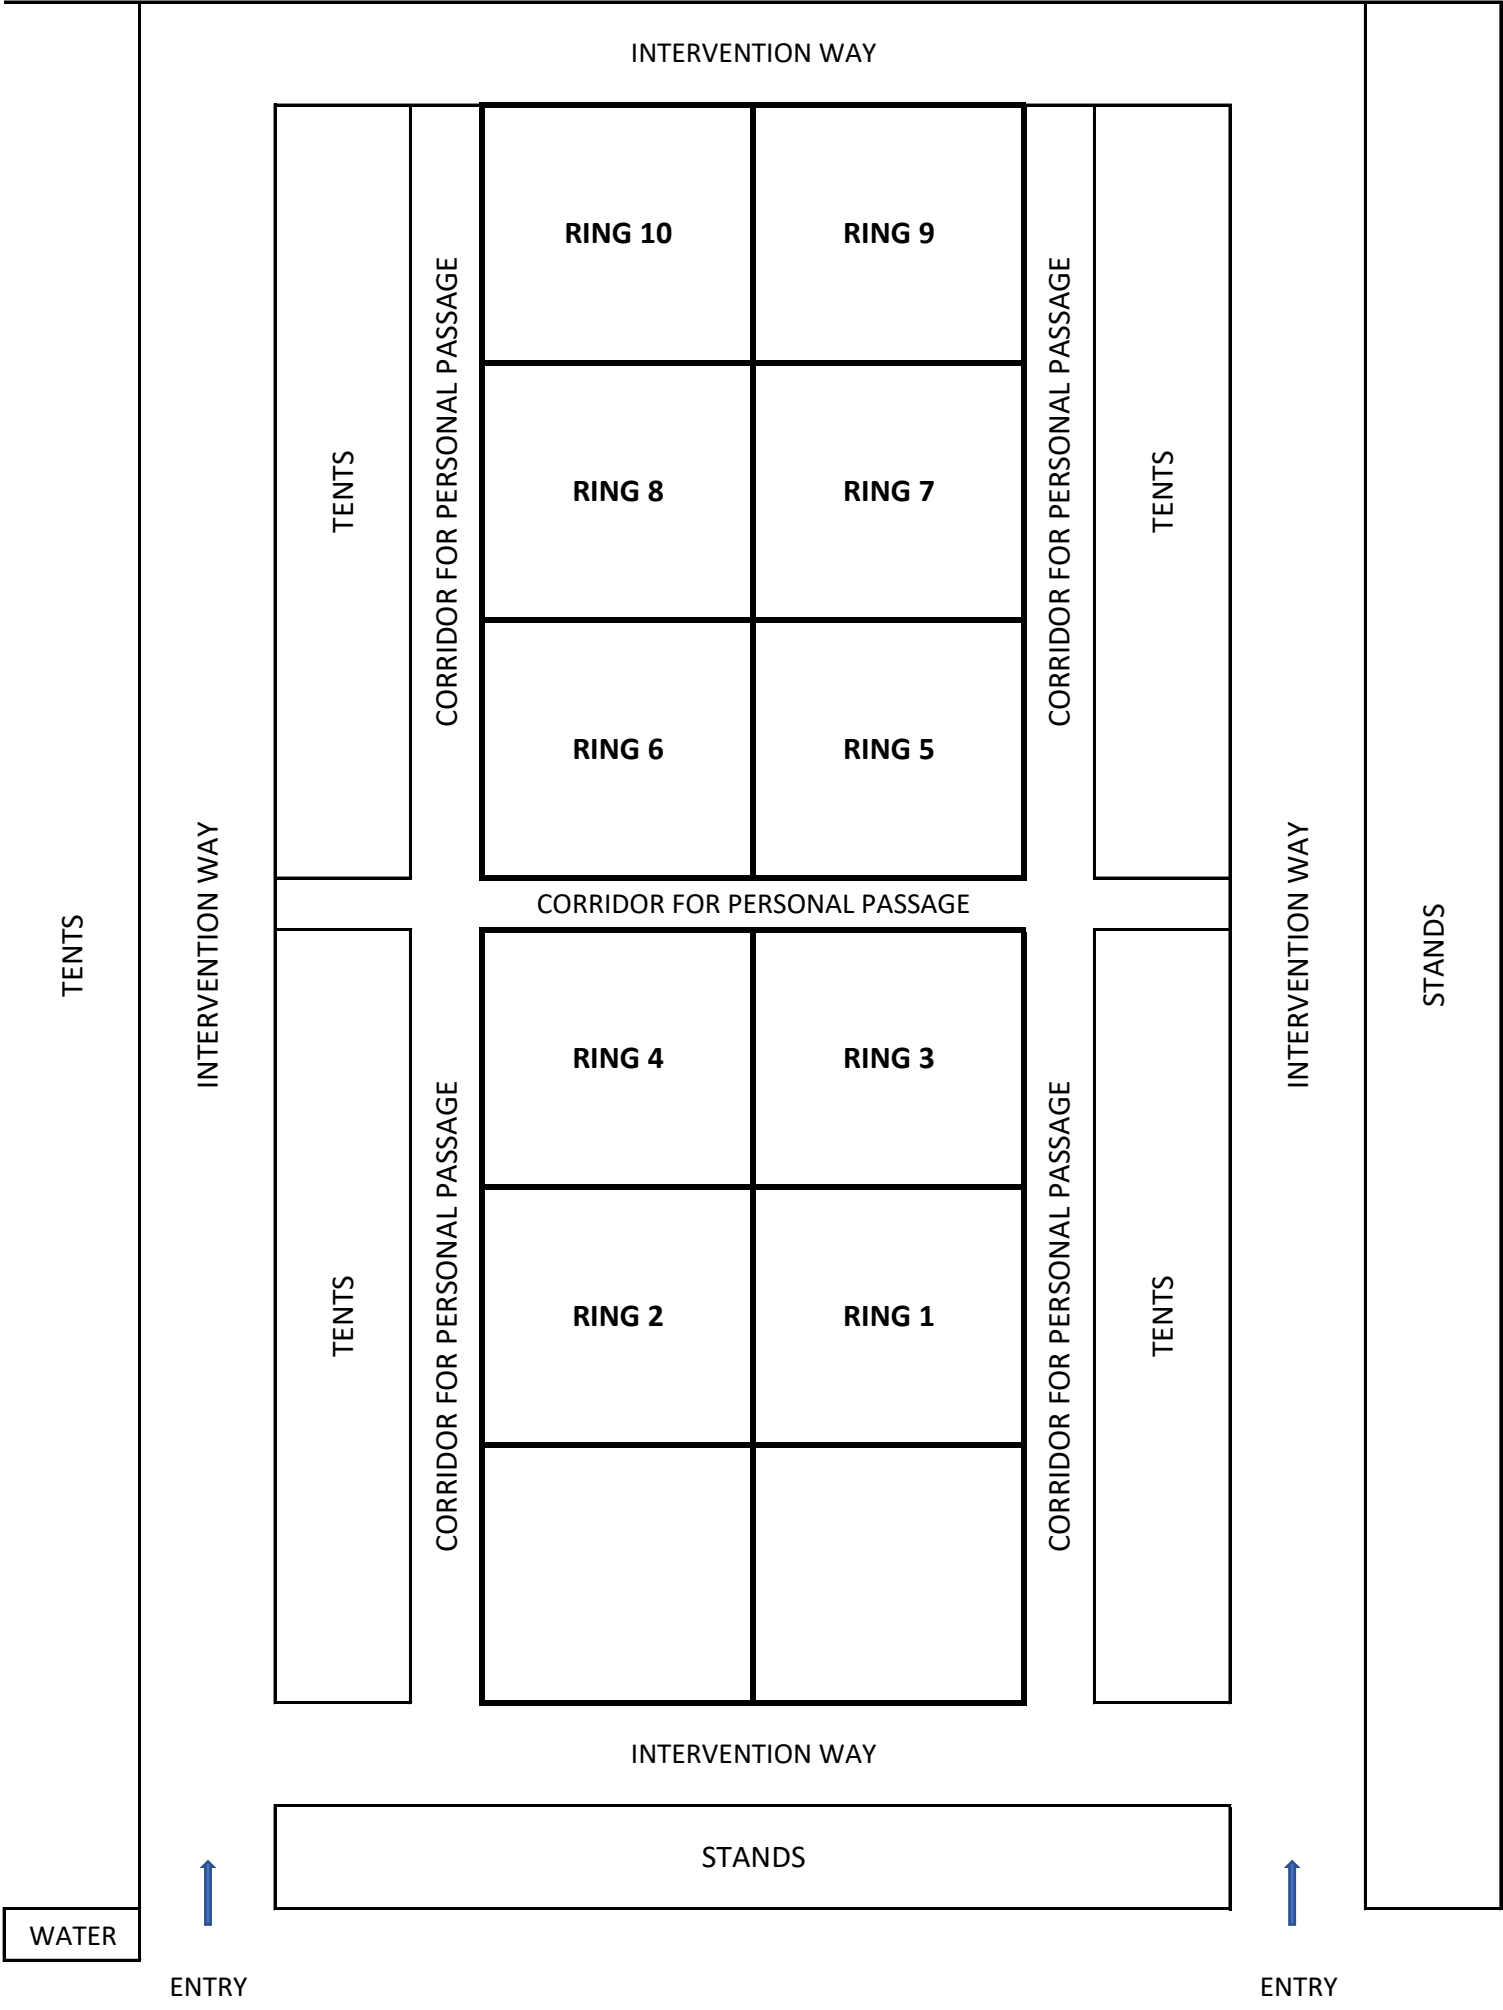 INTERVENTION WAY
RING 10
RING 9
CORRIDOR FOR PERSONAL PASSAGE
CORRIDOR FOR PERSONAL PASSAGE
TENTS
RING 8
RING 7
TENTS
RING 6
RING 5
INTERVENTION WAY
INTERVENTION WAY
CORRIDOR FOR PERSONAL PASSAGE
TENTS
STANDS
RING 4
RING 3
CORRIDOR FOR PERSONAL PASSAGE
CORRIDOR FOR PERSONAL PASSAGE
TENTS
RING 2
RING 1
TENTS
INTERVENTION WAY
STANDS
WATER
ENTRY
ENTRY